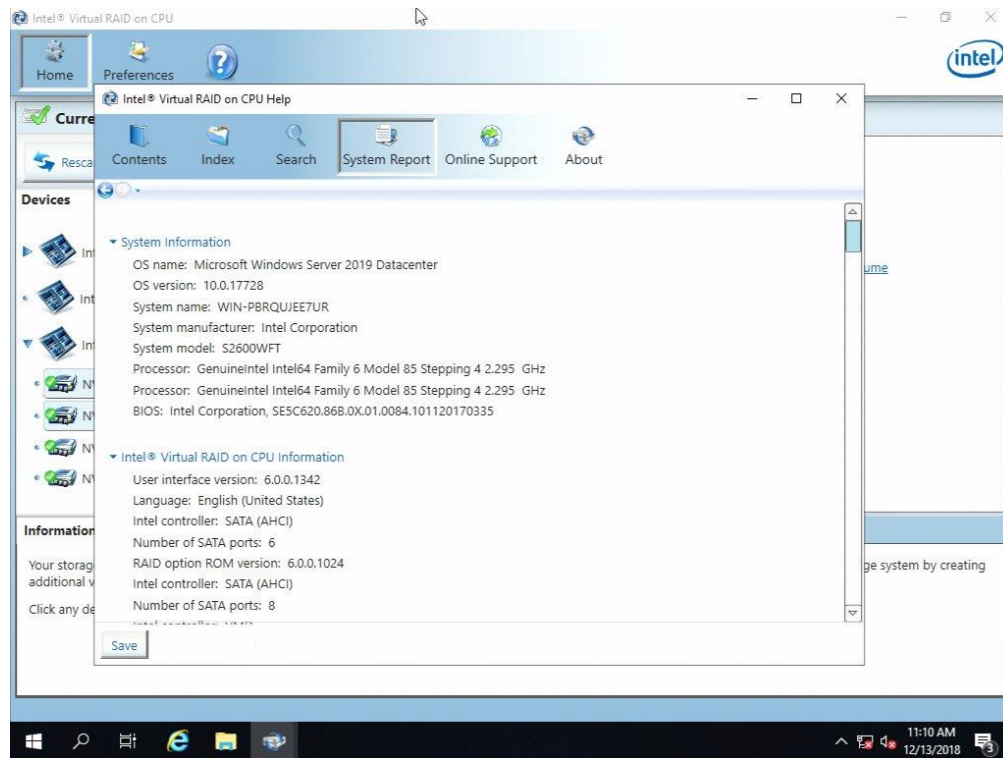 Intel® Virtual RAID on CPU
Home
Preferences
intel
Intel® Virtual RAID on CPU Help
Contents
Index
Search
System Report
Online Support
About
Devices
System Information
OS name: Microsoft Windows Server 2019 Datacenter
OS version: 10.0.17728
System name: WIN-PBRQUJEE7UR
System manufacturer: Intel Corporation
System model: S2600WFT
Processor: GenuineIntel Intel64 Family 6 Model 85 Stepping 4 2.295 GHz
Processor: GenuineIntel Intel64 Family 6 Model 85 Stepping 4 2.295 GHz
BIOS: Intel Corporation, SE5C620.86B.0X.01.0084.101120170335
Intel® Virtual RAID on CPU Information
User interface version: 6.0.0.1342
Language: English (United States)
Intel controller: SATA (AHCI)
Number of SATA ports: 6
RAID option ROM version: 6.0.0.1024
Intel controller: SATA (AHCI)
Number of SATA ports: 8
Intel controller: VMD
Save
Information
Your storag
ge system by creating
additional v
Click any de
11:10 AM
12/13/2018
3